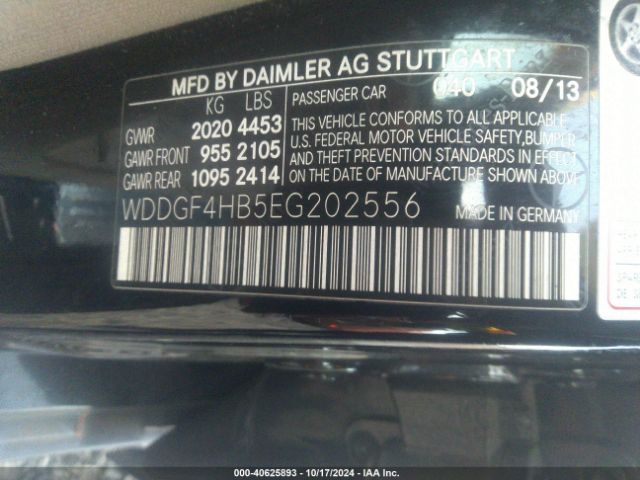 MFD BY DAIMLER AG STUTTGART
KG LBS
PASSENGER CAR 040 08/13
GVWR 2020 4453
GAWR FRONT 955 2105
GAWR REAR 1095 2414
THIS VEHICLE CONFORMS TO ALL APPLICABLE
U.S. FEDERAL MOTOR VEHICLE SAFETY, BUMPER
AND THEFT PREVENTION STANDARDS IN EFFECT
ON THE DATE OF MANUFACTURE SHOWN ABOVE.
WDDGF4HB5EG202556 MADE IN GERMANY
000-40625893 - 10/17/2024 - IAA Inc.